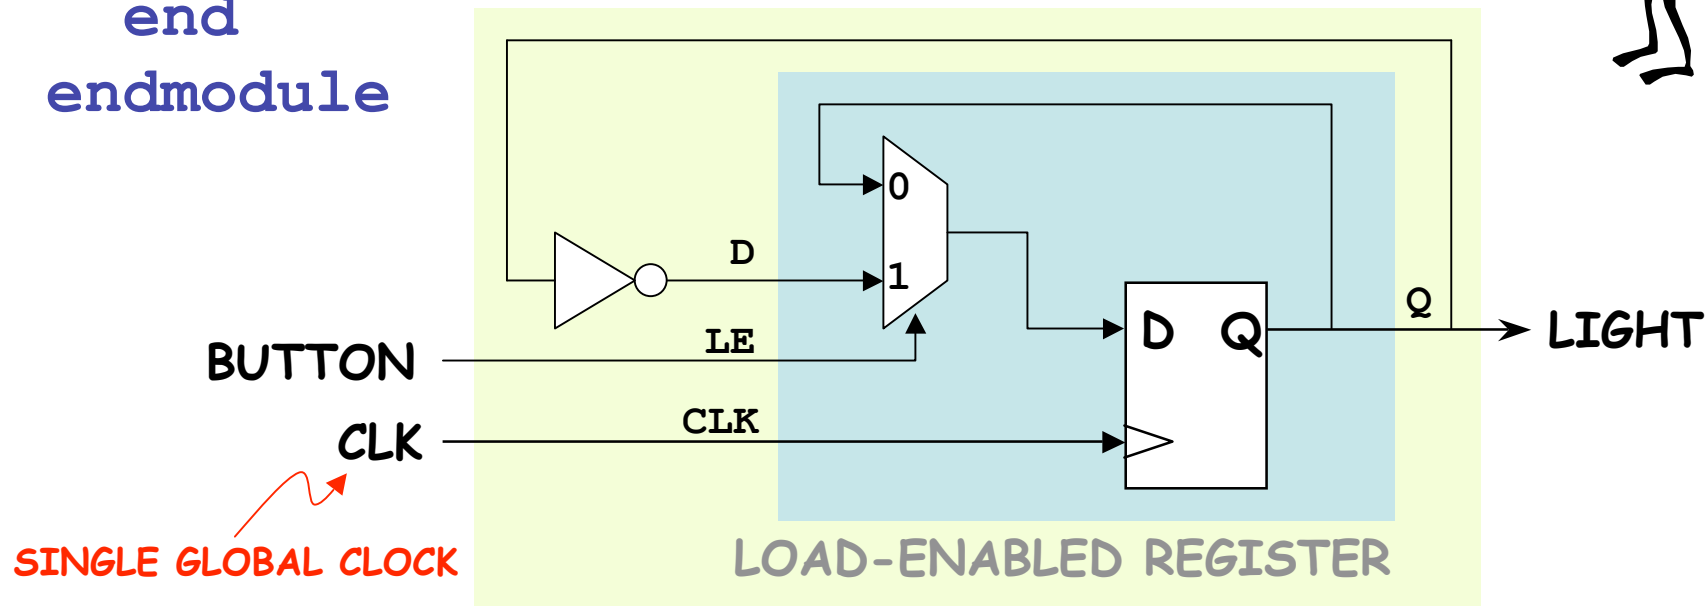 end
endmodule
0
D
1
LE
BUTTON
D Q
Q
LIGHT
CLK
CLK
SINGLE GLOBAL CLOCK
LOAD-ENABLED REGISTER